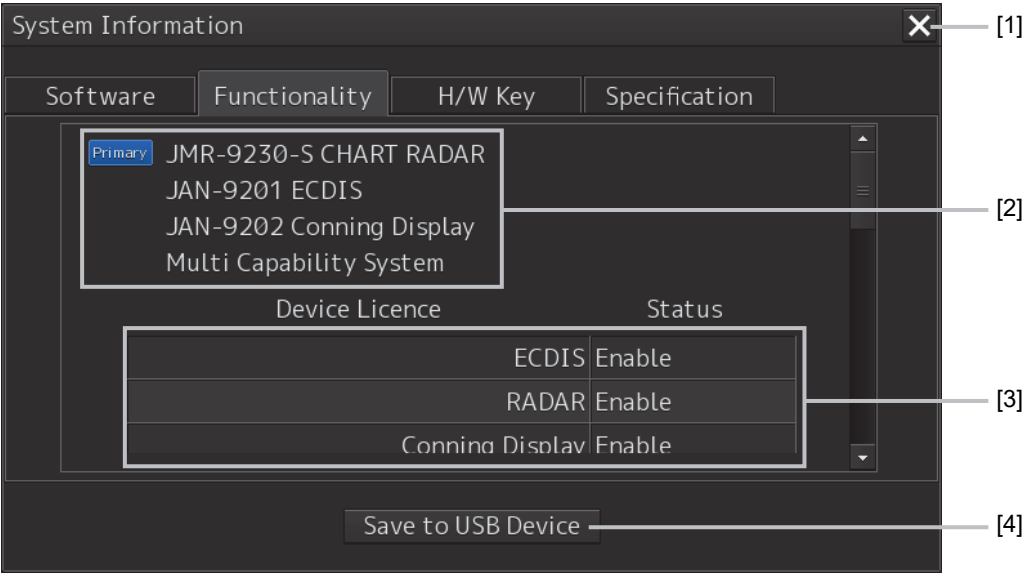 System Information
[1]
Software Functionality H/W Key Specification
Primary JMR-9230-S CHART RADAR
JAN-9201 ECDIS
[2]
JAN-9202 Conning Display
Multi Capability System
Device Licence Status
ECDIS Enable
RADAR Enable
[3]
Conning Display Enable
Save to USB Device
[4]